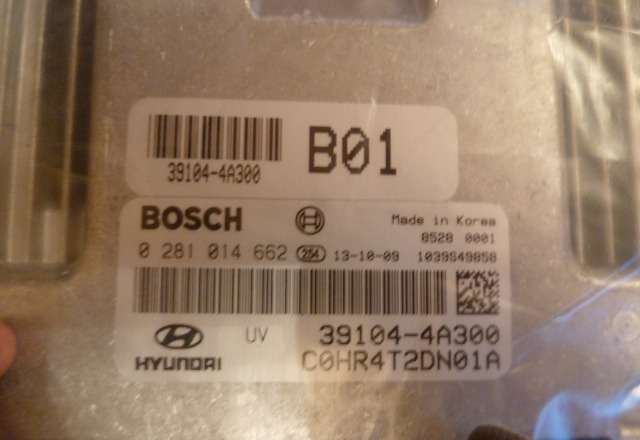 B01
39104-4A300
BOSCH
Made in Korea
8528 0001
0 281 014 662 264 13-10-09 1039S49858
HYUNDAI UV 39104-4A300
C0HR4T2DN01A